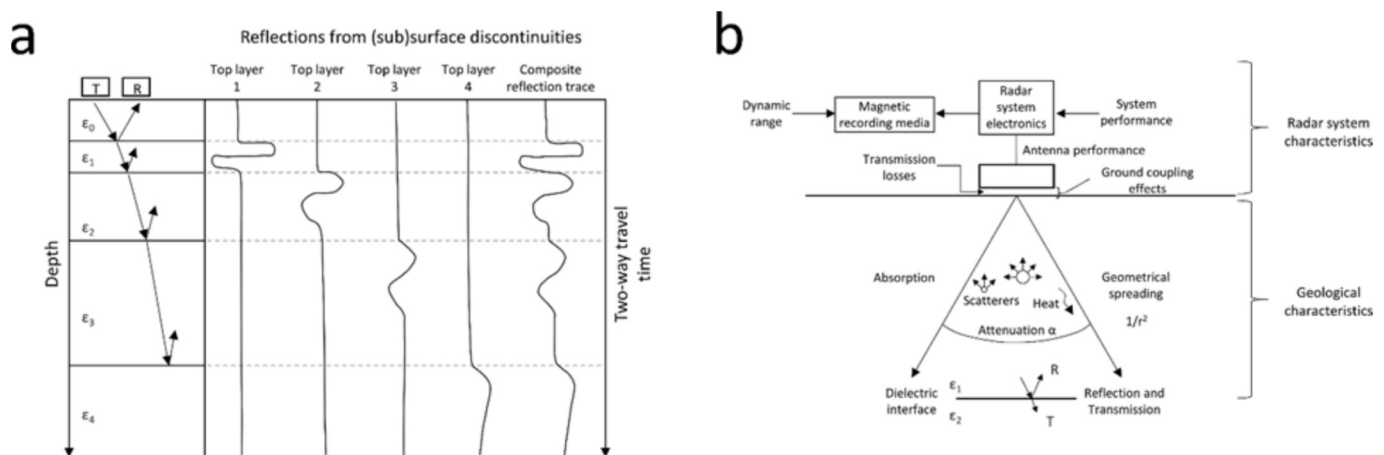 a
Reflections from (sub)surface discontinuities
Top layer
1
Top layer
2
Top layer
3
Top layer
4
Composite
reflection trace
T
R
ε0
ε1
ε2
ε3
ε4
Depth
Two-way travel
time
b
Dynamic
range
Magnetic
recording media
Radar
system
electronics
System
performance
Antenna performance
Transmission
losses
Ground coupling
effects
Radar system
characteristics
Absorption
Scatterers
Heat
Geometrical
spreading
1/r²
Attenuation α
Geological
characteristics
Dielectric
interface
ε1
ε2
R
T
Reflection and
Transmission